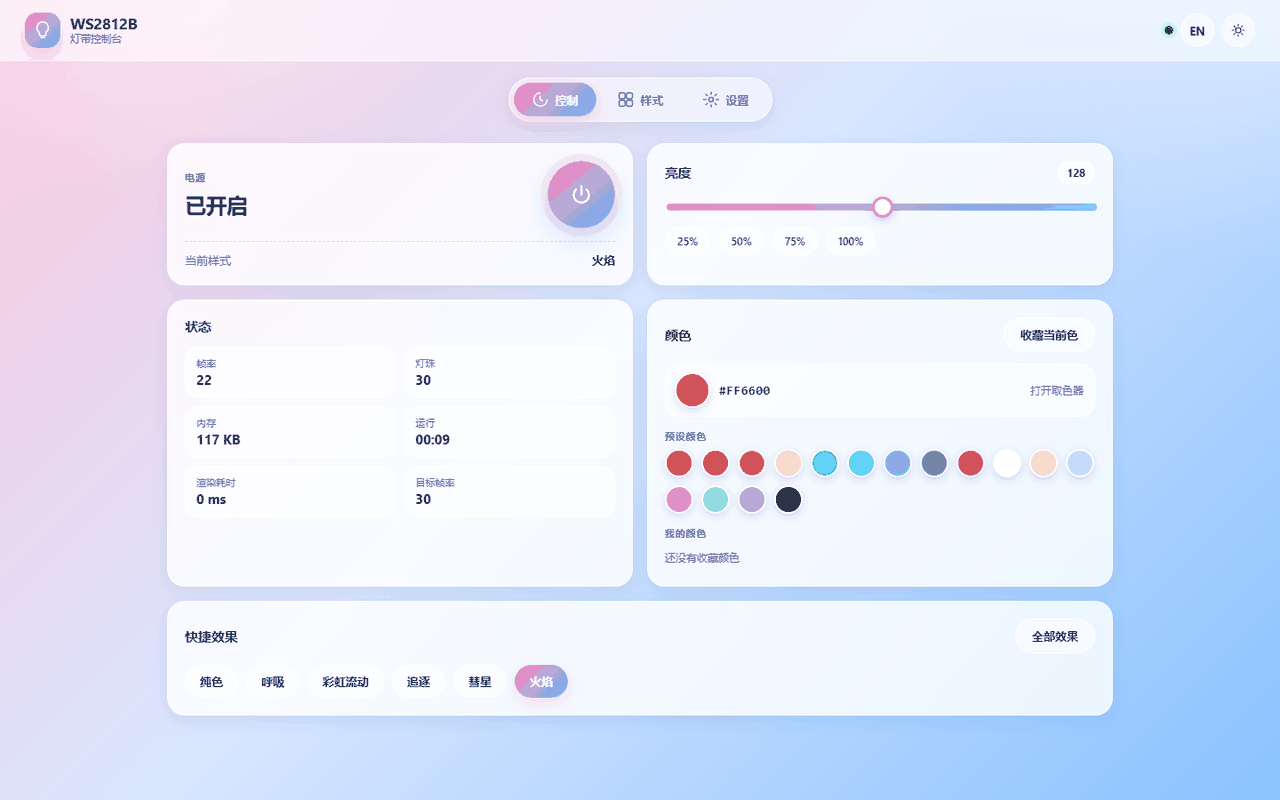 WS2812B
灯带控制台
EN
控制
样式
设置
电源
已开启
当前样式
火焰
亮度
128
25%
50%
75%
100%
状态
帧率
22
灯珠
30
内存
117 KB
运行
00:09
渲染耗时
0 ms
目标帧率
30
颜色
收藏当前色
#FF6600
打开取色器
预设颜色
我的颜色
还没有收藏颜色
快捷效果
全部效果
纯色
呼吸
彩虹流动
追逐
彗星
火焰